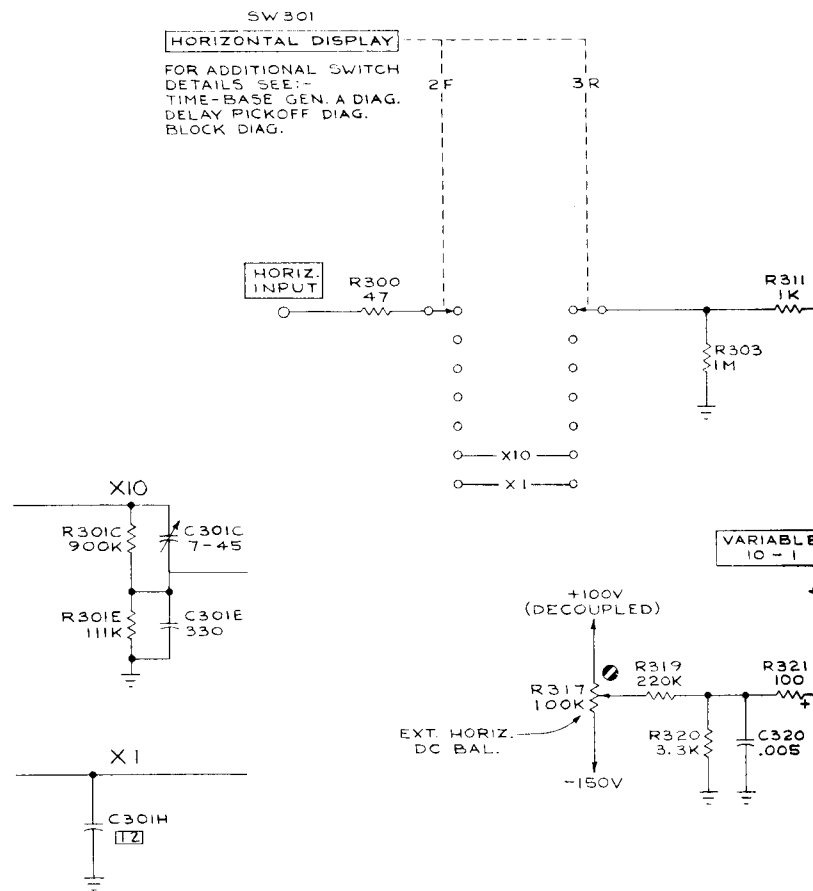 SW301
HORIZONTAL DISPLAY
FOR ADDITIONAL SWITCH
DETAILS SEE:-
TIME-BASE GEN. A DIAG.
DELAY PICKOFF DIAG.
BLOCK DIAG.
2F
3R
HORIZ.
INPUT
R300
47
R311
1K
R303
1M
X10
X1
X10
R301C
900K
C301C
7-45
R301E
111K
C301E
330
VARIABLE
10-1
+100V
(DECOUPLED)
R317
100K
R319
220K
R321
100
+
EXT. HORIZ.
DC BAL.
R320
3.3K
C320
.005
-150V
X1
C301H
12